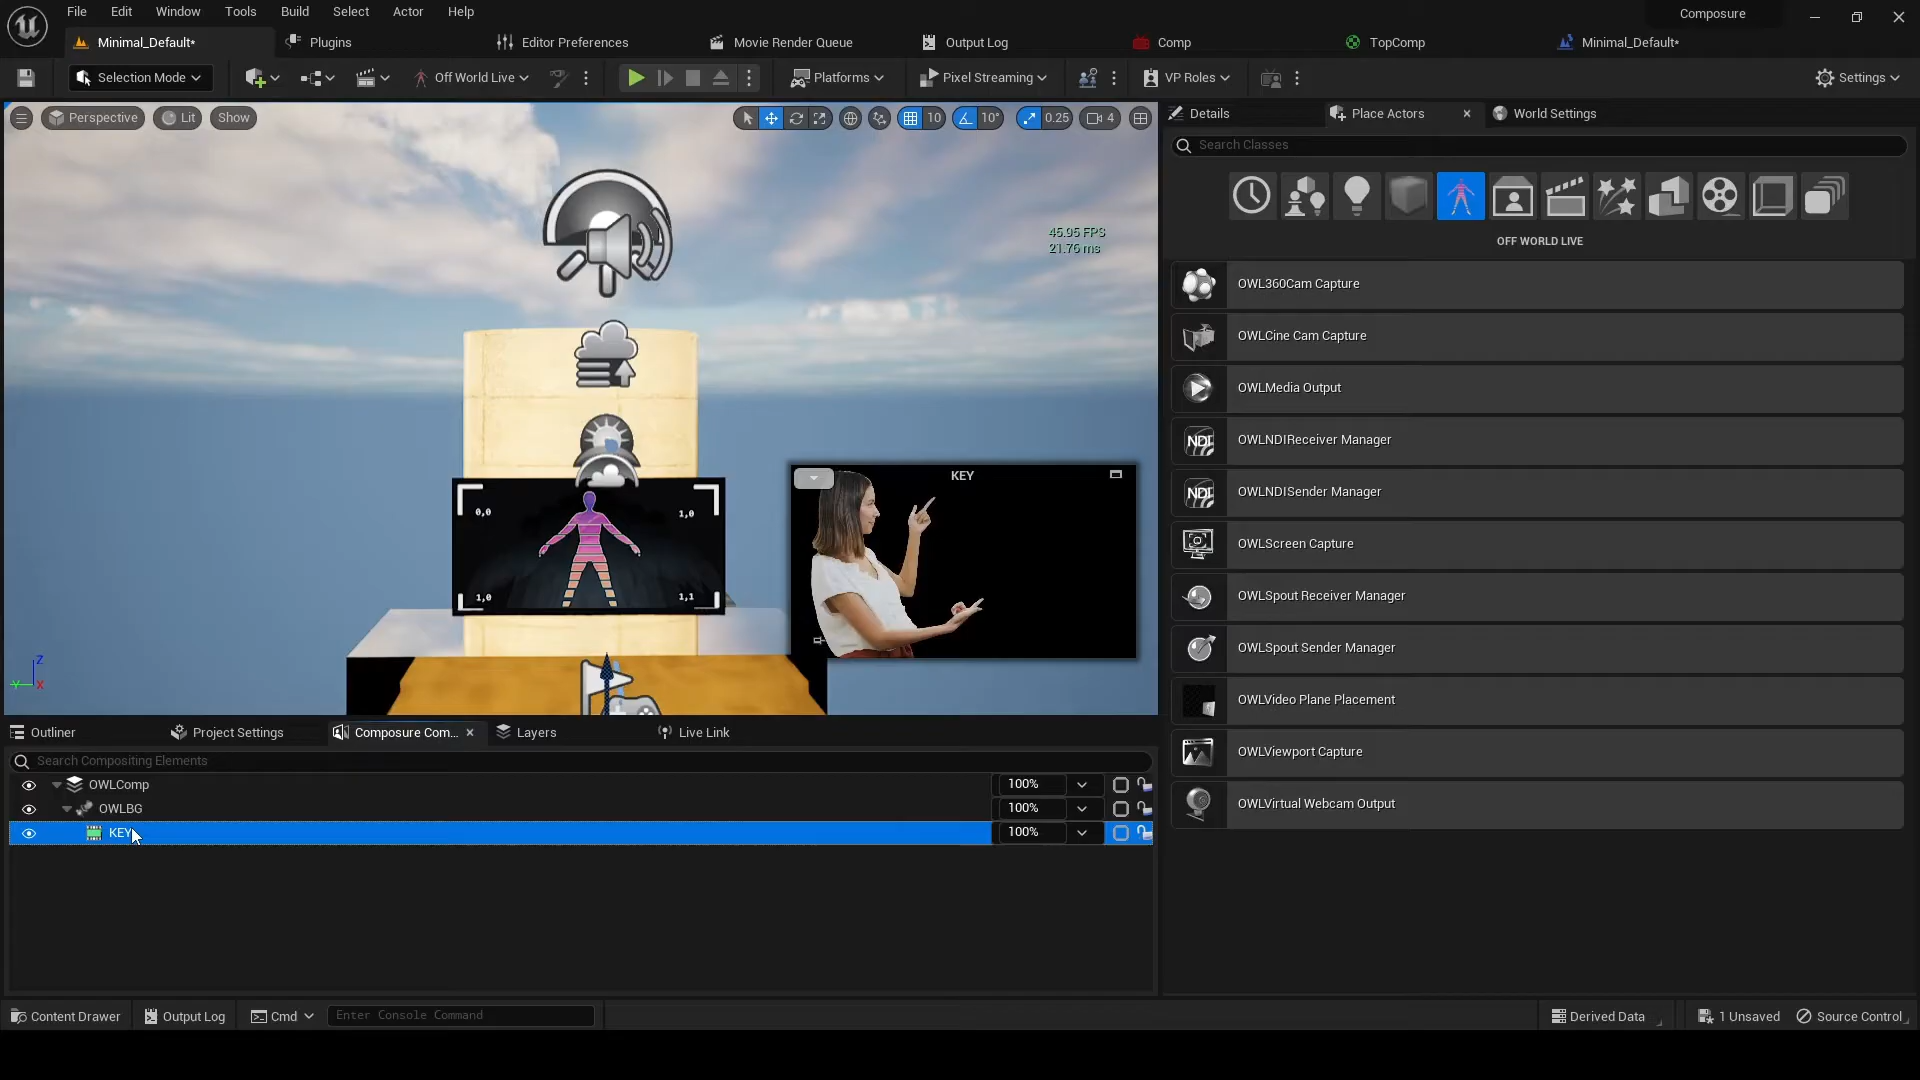 File Edit Window Tools Build Select Actor Help
Composure
Minimal_Default*
Plugins
Editor Preferences
Movie Render Queue
Output Log
Comp
TopComp
Minimal_Default*
Selection Mode
Off World Live
Platforms
Pixel Streaming
VP Roles
Settings
Perspective
Lit
Show
10
10°
0.25
4
45.95 FPS
21.76 ms
0,0
1,0
1,0
1,1
KEY
Z
Y
X
Details
Place Actors
World Settings
Search Classes
OFF WORLD LIVE
OWL360Cam Capture
OWLCine Cam Capture
OWLMedia Output
NDI
OWLNDIReceiver Manager
NDI
OWLNDISender Manager
OWLScreen Capture
OWLSpout Receiver Manager
OWLSpout Sender Manager
OWLVideo Plane Placement
OWLViewport Capture
OWLVirtual Webcam Output
Outliner
Project Settings
Composure Com...
Layers
Live Link
Search Compositing Elements
OWLComp 100%
OWLBG 100%
KEY 100%
Content Drawer
Output Log
Cmd
Enter Console Command
Derived Data
1 Unsaved
Source Control